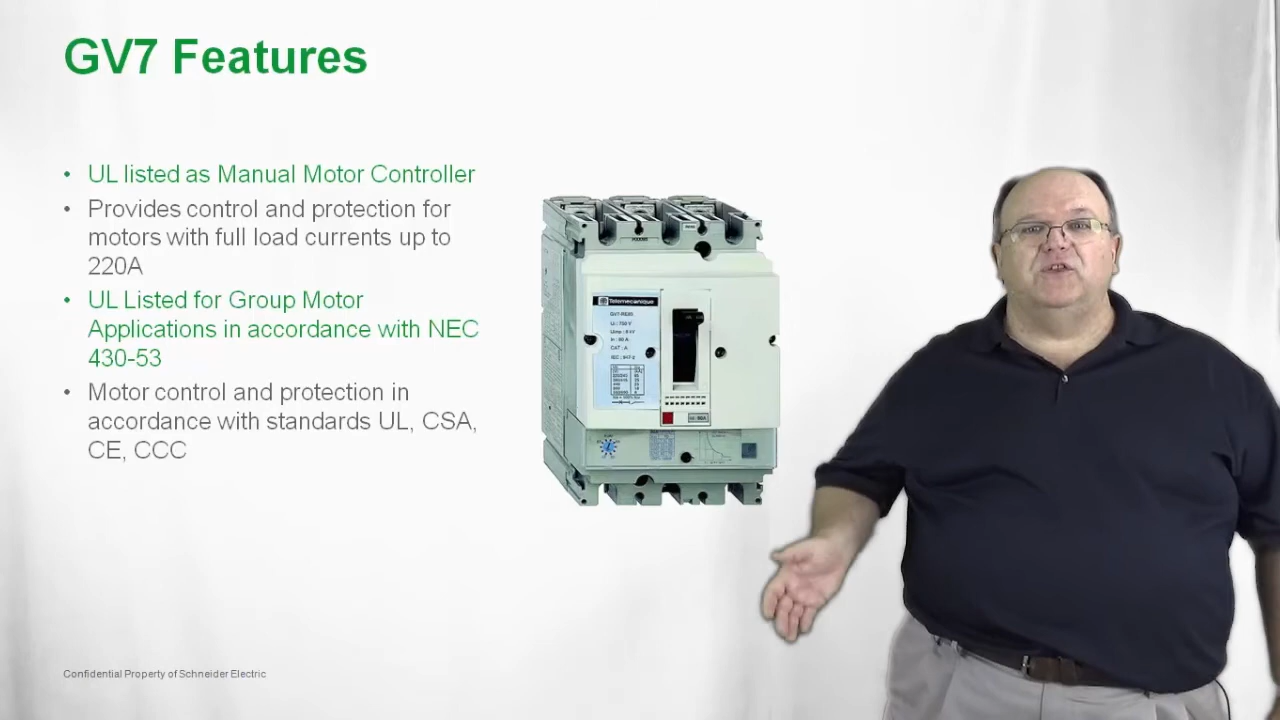 GV7 Features
• UL listed as Manual Motor Controller
• Provides control and protection for
motors with full load currents up to
220A
• UL Listed for Group Motor
Applications in accordance with NEC
430-53
• Motor control and protection in
accordance with standards UL, CSA,
CE, CCC
Telemecanique
Confidential Property of Schneider Electric